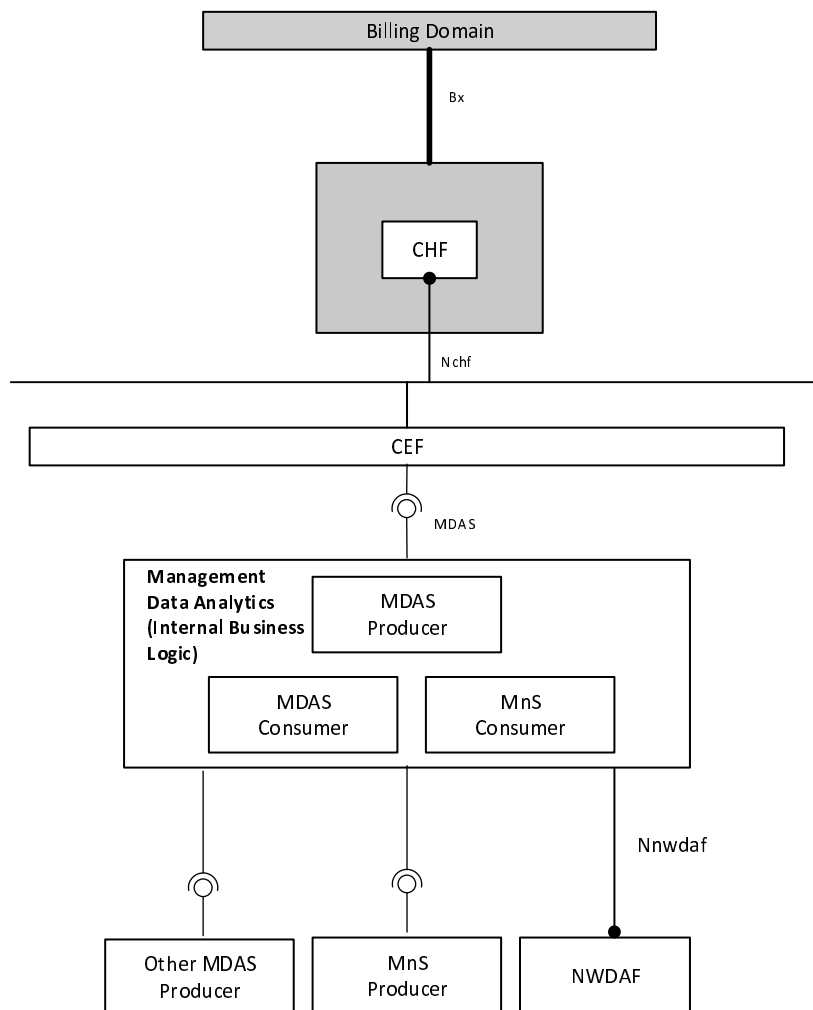 Billing Domain
Bx
CHF
Nchf
CEF
MDAS
Management
Data Analytics
(Internal Business
Logic)
MDAS
Producer
MDAS
Consumer
MnS
Consumer
Nnwdaf
Other MDAS
Producer
MnS
Producer
NWDAF